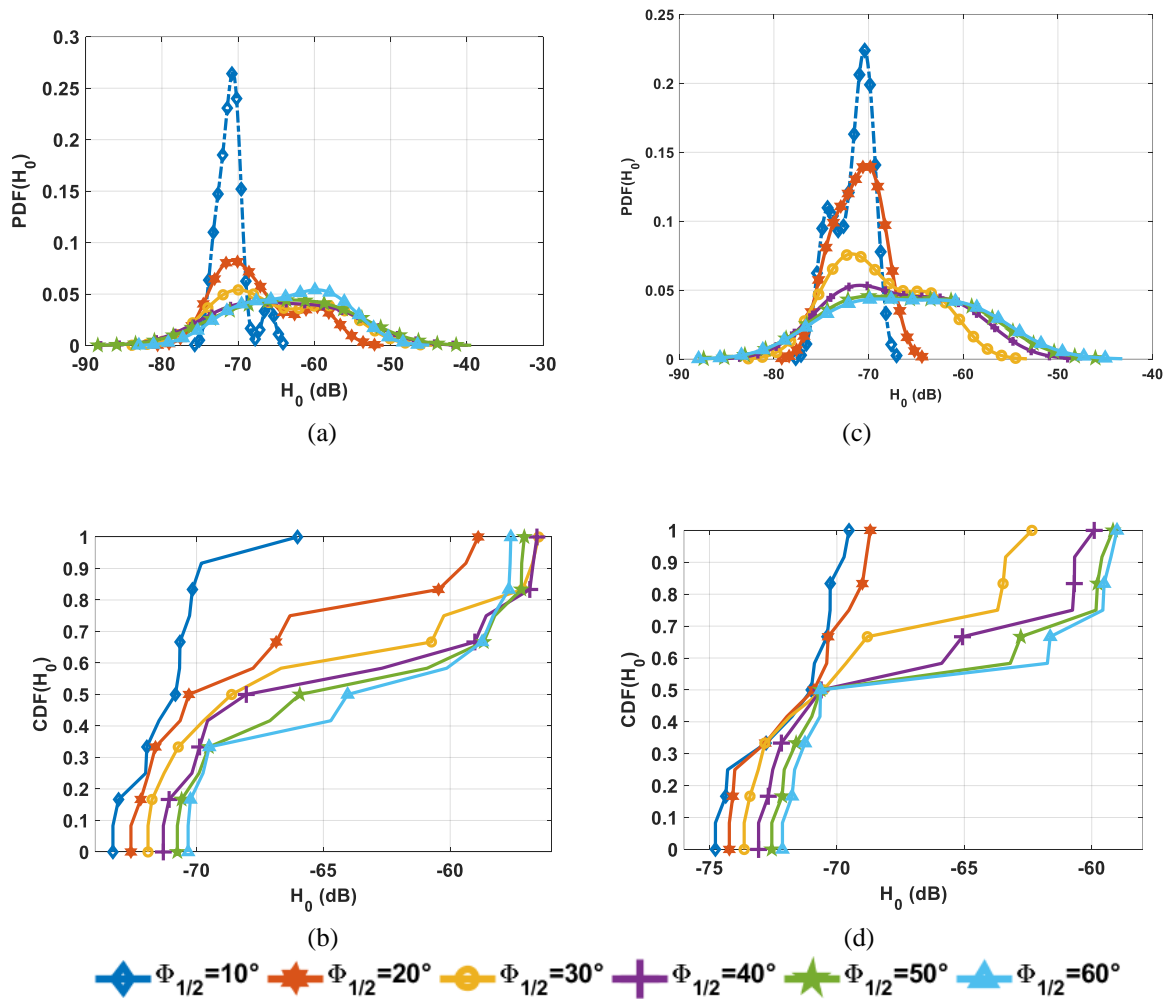 0.3
0.25
0.2
0.15
0.1
0.05
0
PDF(H0)
-90 -80 -70 -60 -50 -40 -30
H0 (dB)
(a)
0.25
0.2
0.15
0.1
0.05
0
PDF(H0)
-90 -80 -70 -60 -50 -40
H0 (dB)
(c)
1
0.9
0.8
0.7
0.6
0.5
0.4
0.3
0.2
0.1
0
CDF(H0)
-70 -65 -60
H0 (dB)
(b)
1
0.9
0.8
0.7
0.6
0.5
0.4
0.3
0.2
0.1
0
CDF(H0)
-75 -70 -65 -60
H0 (dB)
(d)
Φ1/2=10° Φ1/2=20° Φ1/2=30° Φ1/2=40° Φ1/2=50° Φ1/2=60°